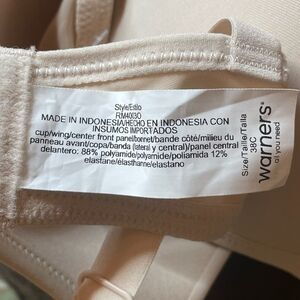 Style/Estilo
RM4013O
MADE IN INDONESIA/HECHO EN INDONESIA CON
INSUMOS IMPORTADOS
cup/wing/center front panel/bonnet/bande côté/milieu du
panneau avant/copa/banda (lateral y central)/panel central
delantero: 88% polyamide/polyamide/poliamida 12%
elastane/élasthane/elastano
Size/Taille/Talla
38C
warners
all you need